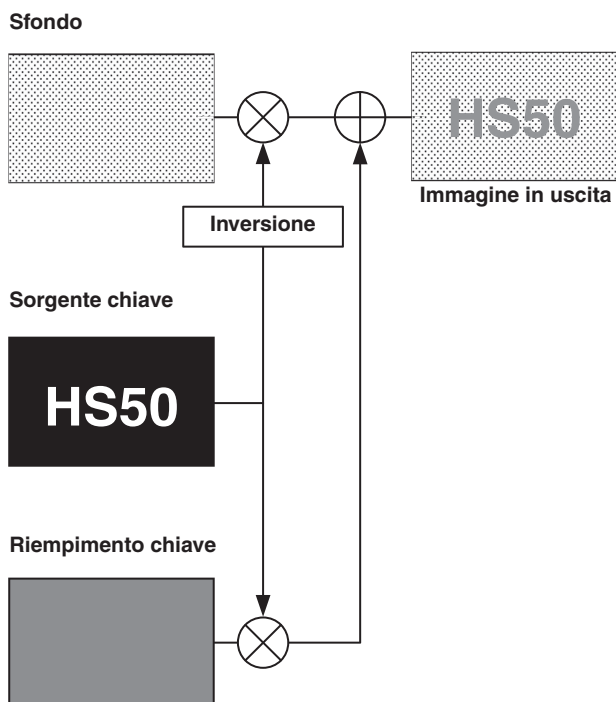 Sfondo
HS50
Immagine in uscita
Inversione
Sorgente chiave
HS50
Riempimento chiave